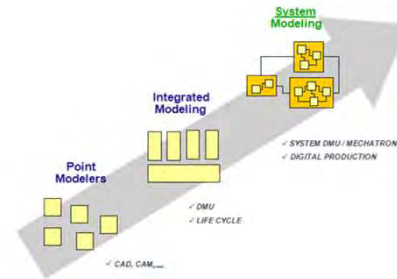 System
Modeling
Integrated
Modeling
✓ SYSTEM DMU / MECHATRON
✓ DIGITAL PRODUCTION
Point
Modelers
✓ DMU
✓ LIFE CYCLE
✓ CAD, CAM